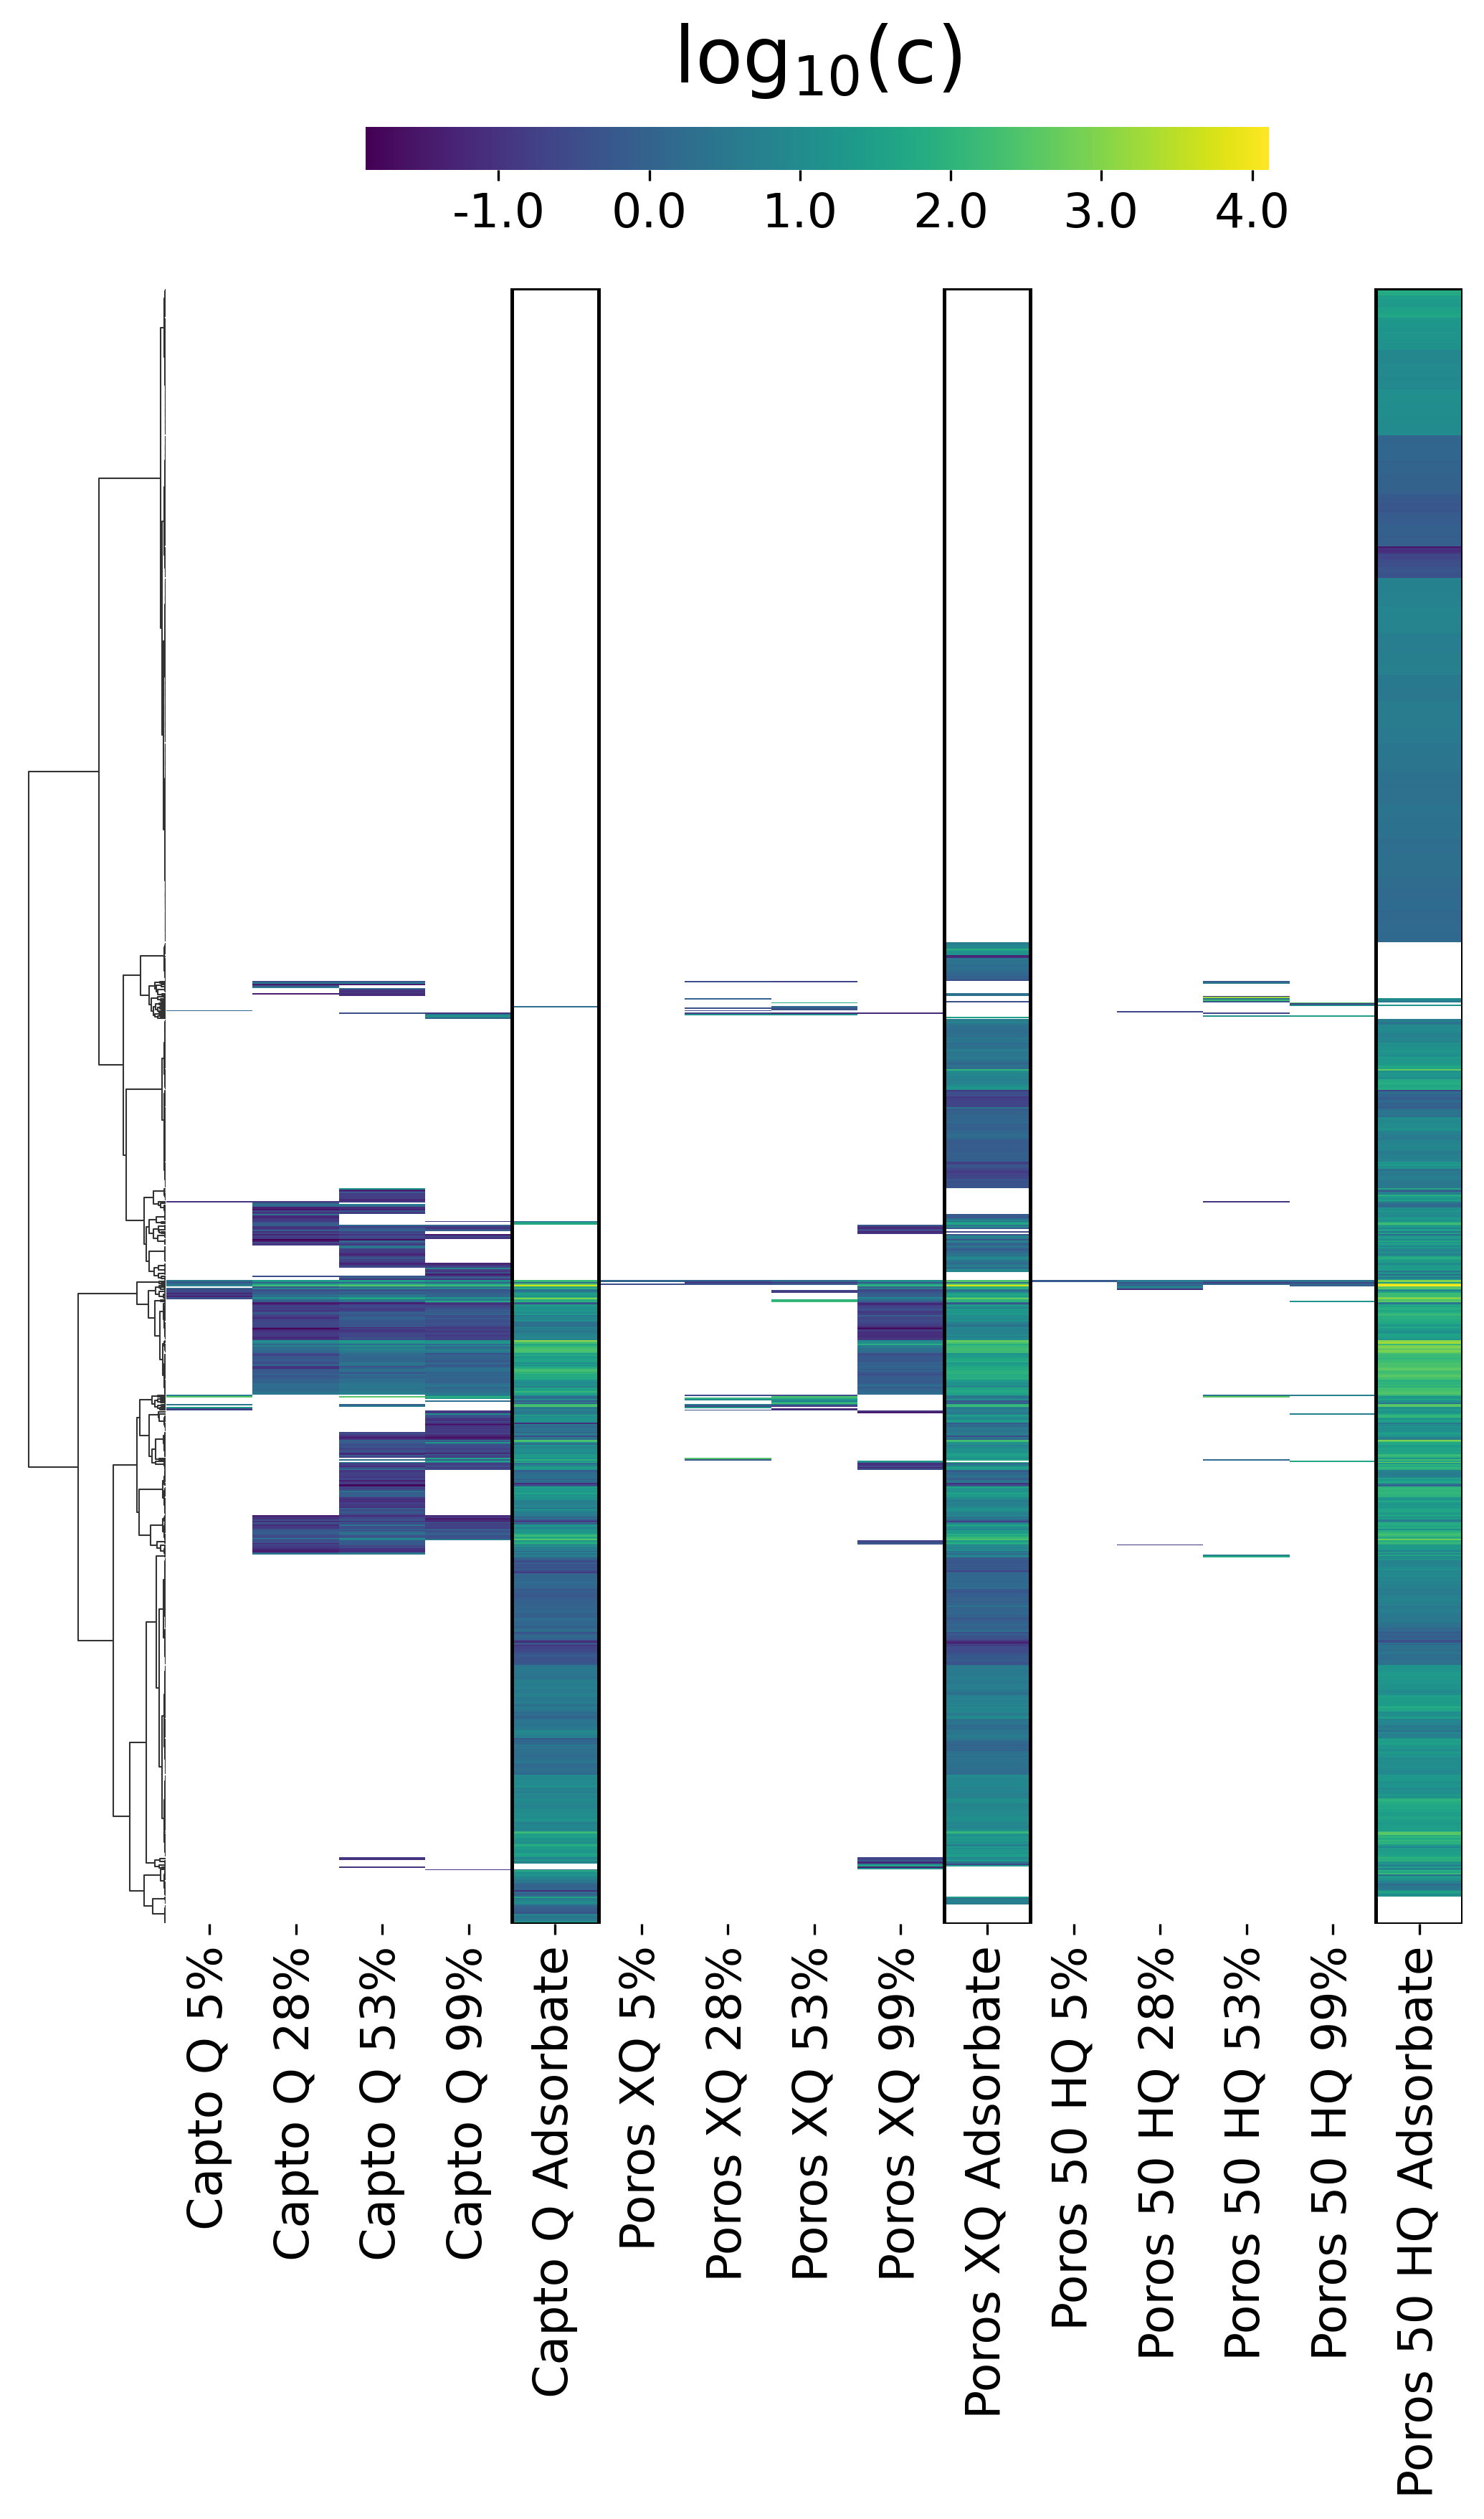 log₁₀(c)
-1.0 0.0 1.0 2.0 3.0 4.0
Capto Q 5%
Capto Q 28%
Capto Q 53%
Capto Q 99%
Capto Q Adsorbate
Poros XQ 5%
Poros XQ 28%
Poros XQ 53%
Poros XQ 99%
Poros XQ Adsorbate
Poros 50 HQ 5%
Poros 50 HQ 28%
Poros 50 HQ 53%
Poros 50 HQ 99%
Poros 50 HQ Adsorbate